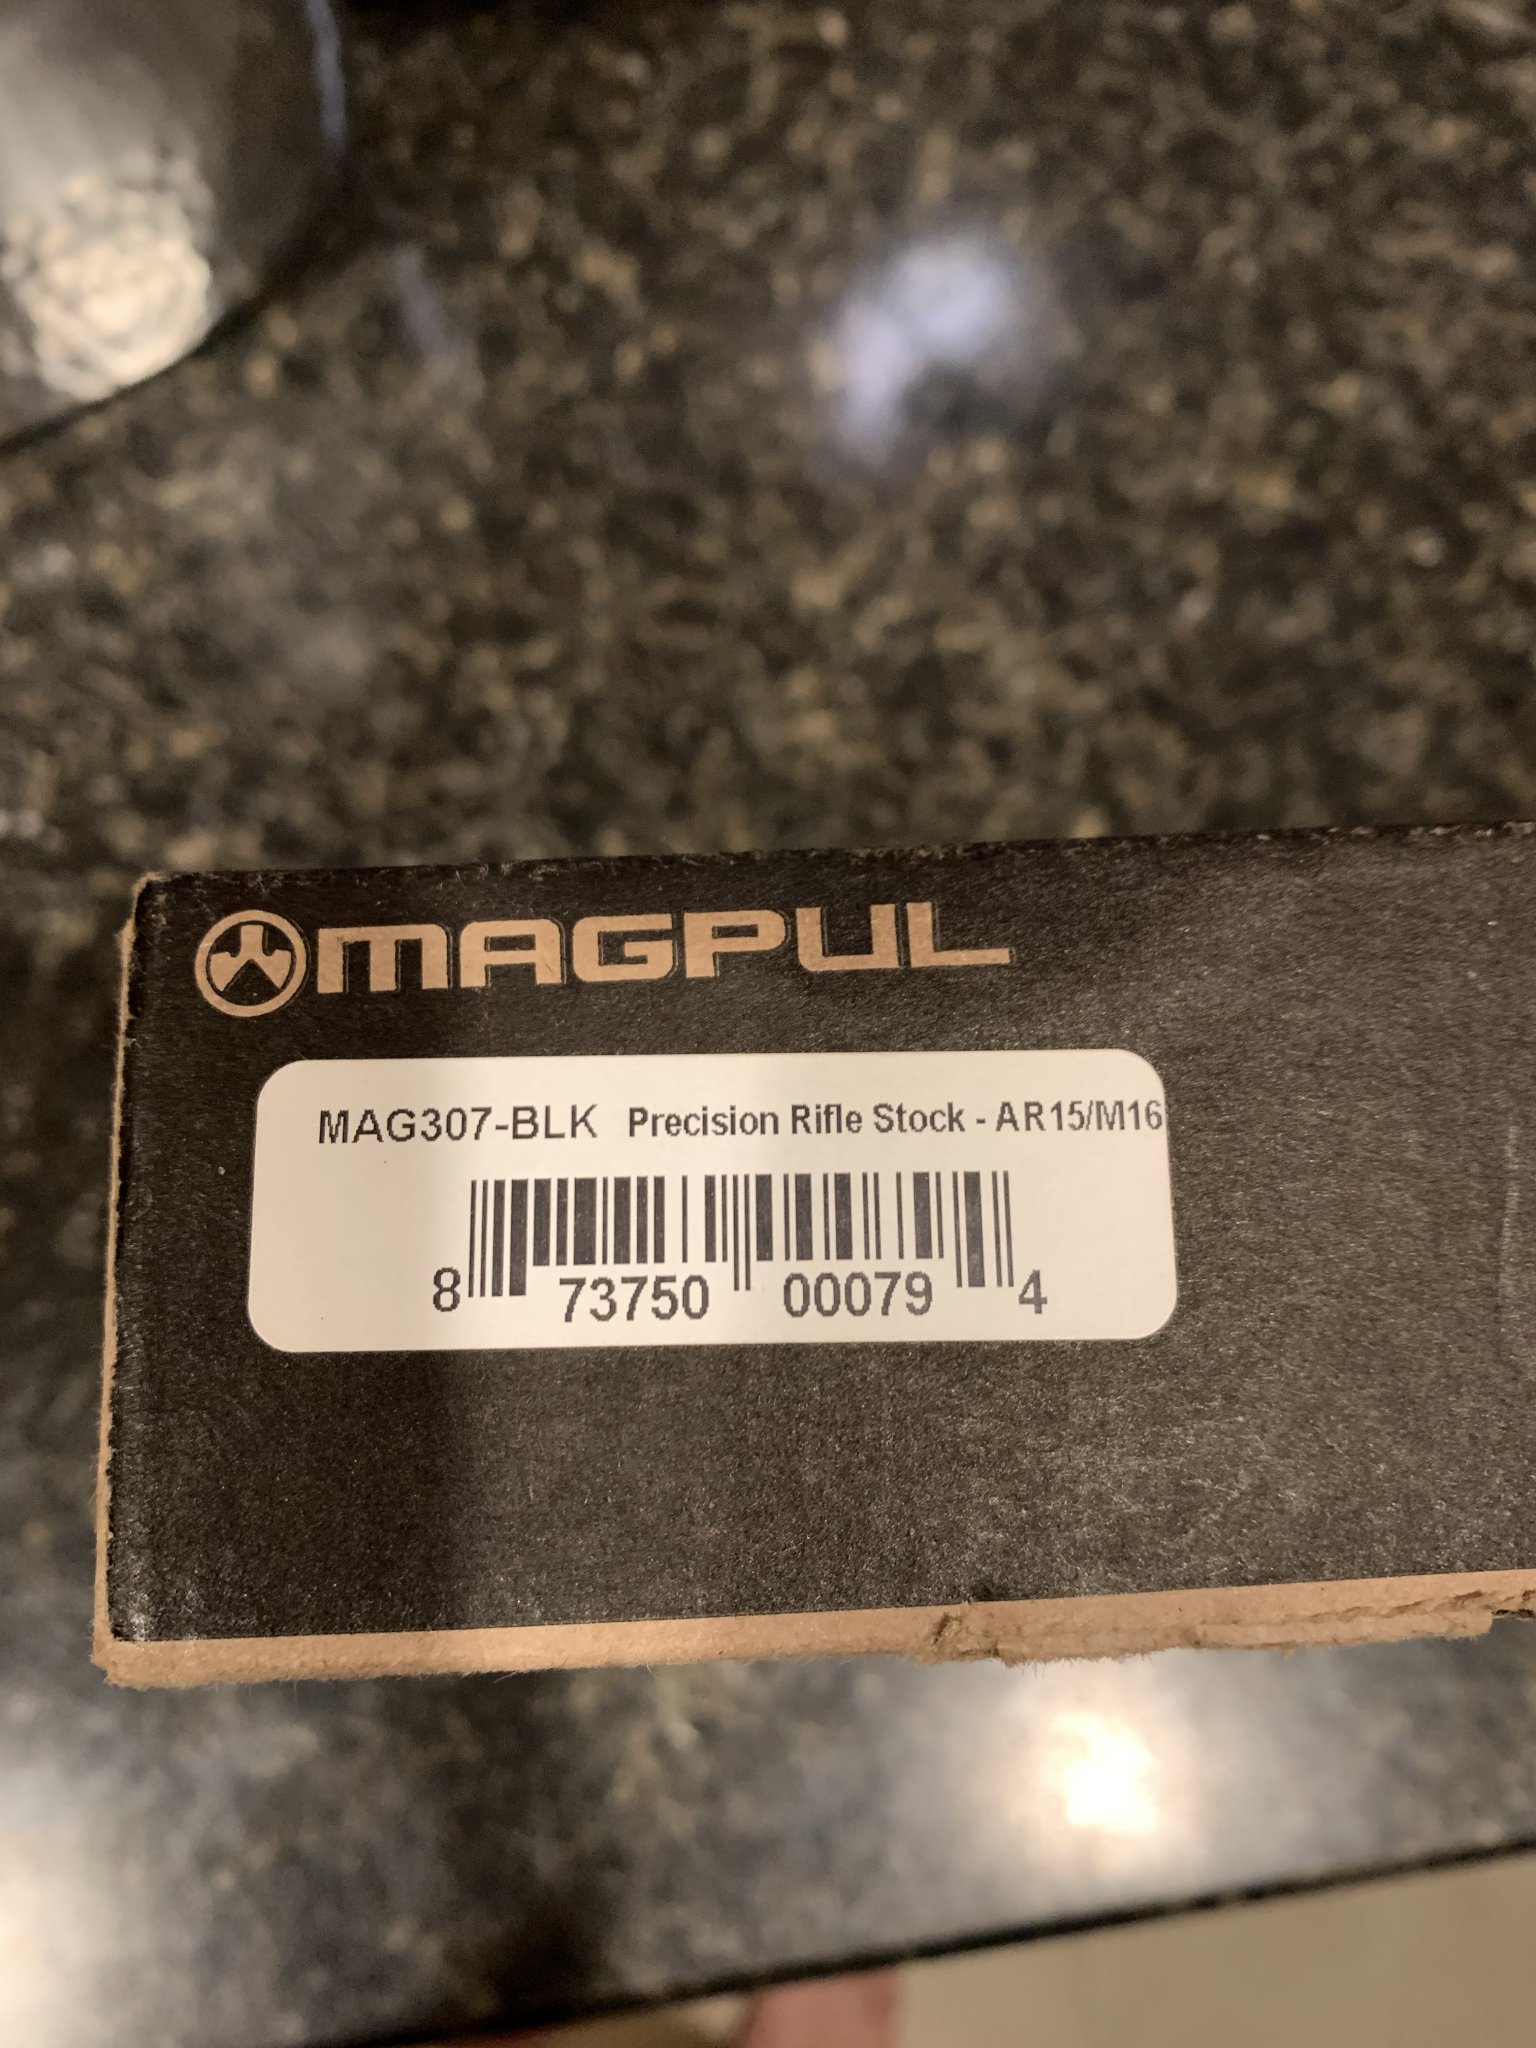 MAGPUL
MAG307-BLK Precision Rifle Stock - AR15/M16
8 73750 00079 4